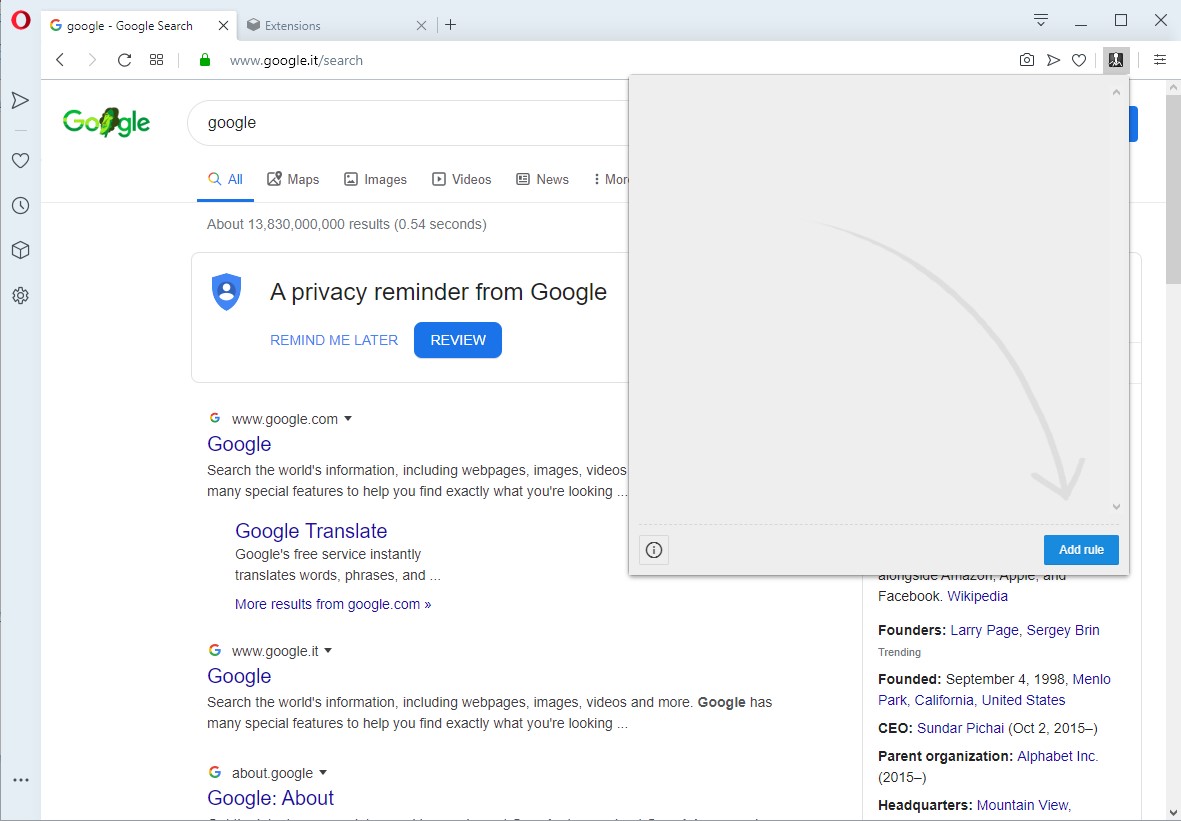 google - Google Search
Extensions
www.google.it/search
Google
google
All
Maps
Images
Videos
News
More
About 13,830,000,000 results (0.54 seconds)
A privacy reminder from Google
REMIND ME LATER
REVIEW
www.google.com
Google
Search the world's information, including webpages, images, videos
many special features to help you find exactly what you're looking ...
Google Translate
Google's free service instantly
translates words, phrases, and ...
More results from google.com »
www.google.it
Google
Search the world's information, including webpages, images, videos and more. Google has
many special features to help you find exactly what you're looking ...
about.google
Google: About
Add rule
alongside Amazon, Apple, and
Facebook. Wikipedia
Founders: Larry Page, Sergey Brin
Trending
Founded: September 4, 1998, Menlo
Park, California, United States
CEO: Sundar Pichai (Oct 2, 2015–)
Parent organization: Alphabet Inc.
(2015–)
Headquarters: Mountain View,